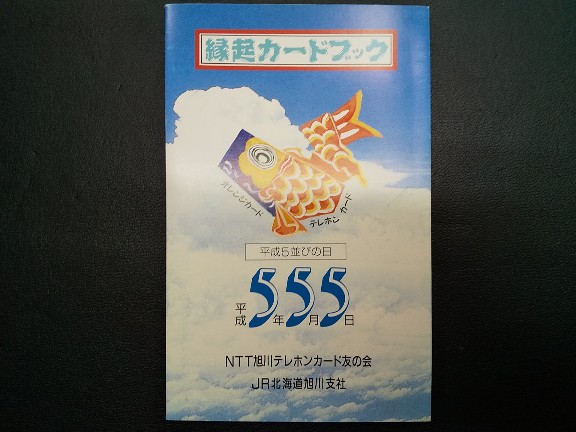 縁起カードブック
オレンジカード
テレホンカード
平成5並びの日
平成5年5月5日
NTT旭川テレホンカード友の会
JR北海道旭川支社